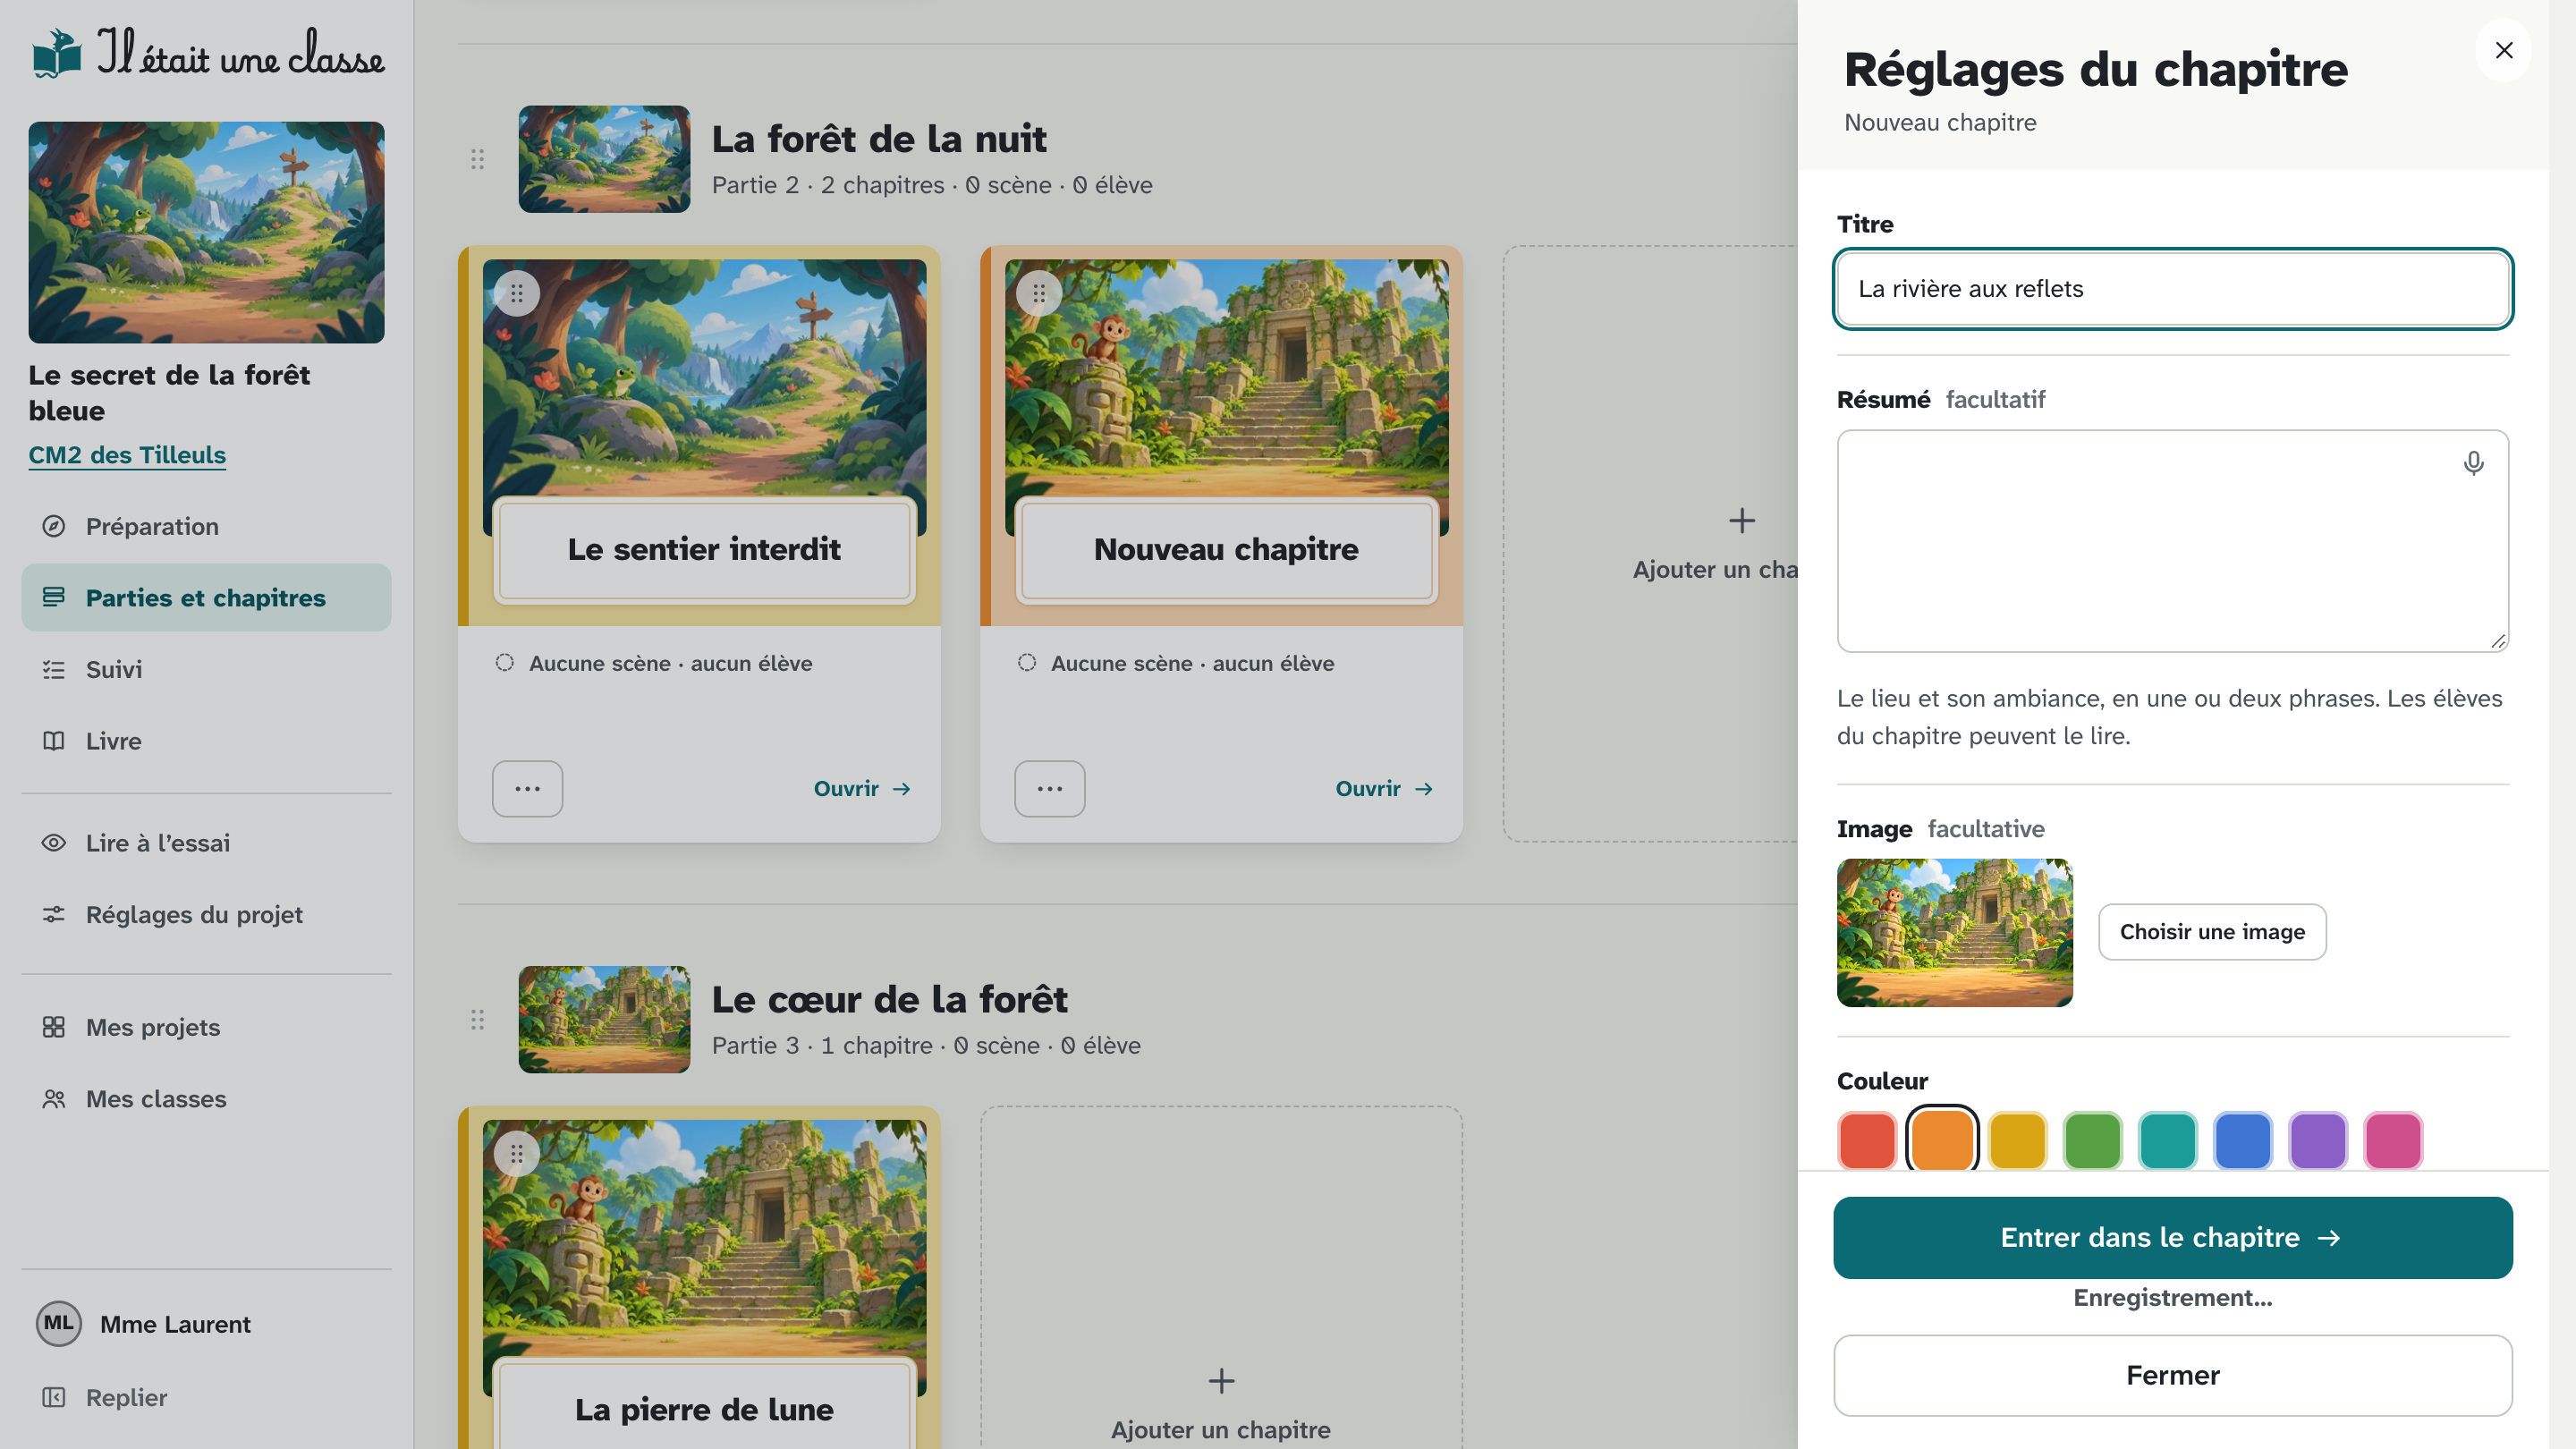 Il était une classe
Le secret de la forêt
bleue
CM2 des Tilleuls
Préparation
Parties et chapitres
Suivi
Livre
Lire à l’essai
Réglages du projet
Mes projets
Mes classes
ML
Mme Laurent
Replier
La forêt de la nuit
Partie 2 · 2 chapitres · 0 scène · 0 élève
Le sentier interdit
Aucune scène · aucun élève
...
Ouvrir →
Nouveau chapitre
Aucune scène · aucun élève
...
Ouvrir →
+
Ajouter un cha
Le cœur de la forêt
Partie 3 · 1 chapitre · 0 scène · 0 élève
La pierre de lune
+
Ajouter un chapitre
Réglages du chapitre
Nouveau chapitre
Titre
La rivière aux reflets
Résumé facultatif
Le lieu et son ambiance, en une ou deux phrases. Les élèves
du chapitre peuvent le lire.
Image facultative
Choisir une image
Couleur
Entrer dans le chapitre →
Enregistrement...
Fermer